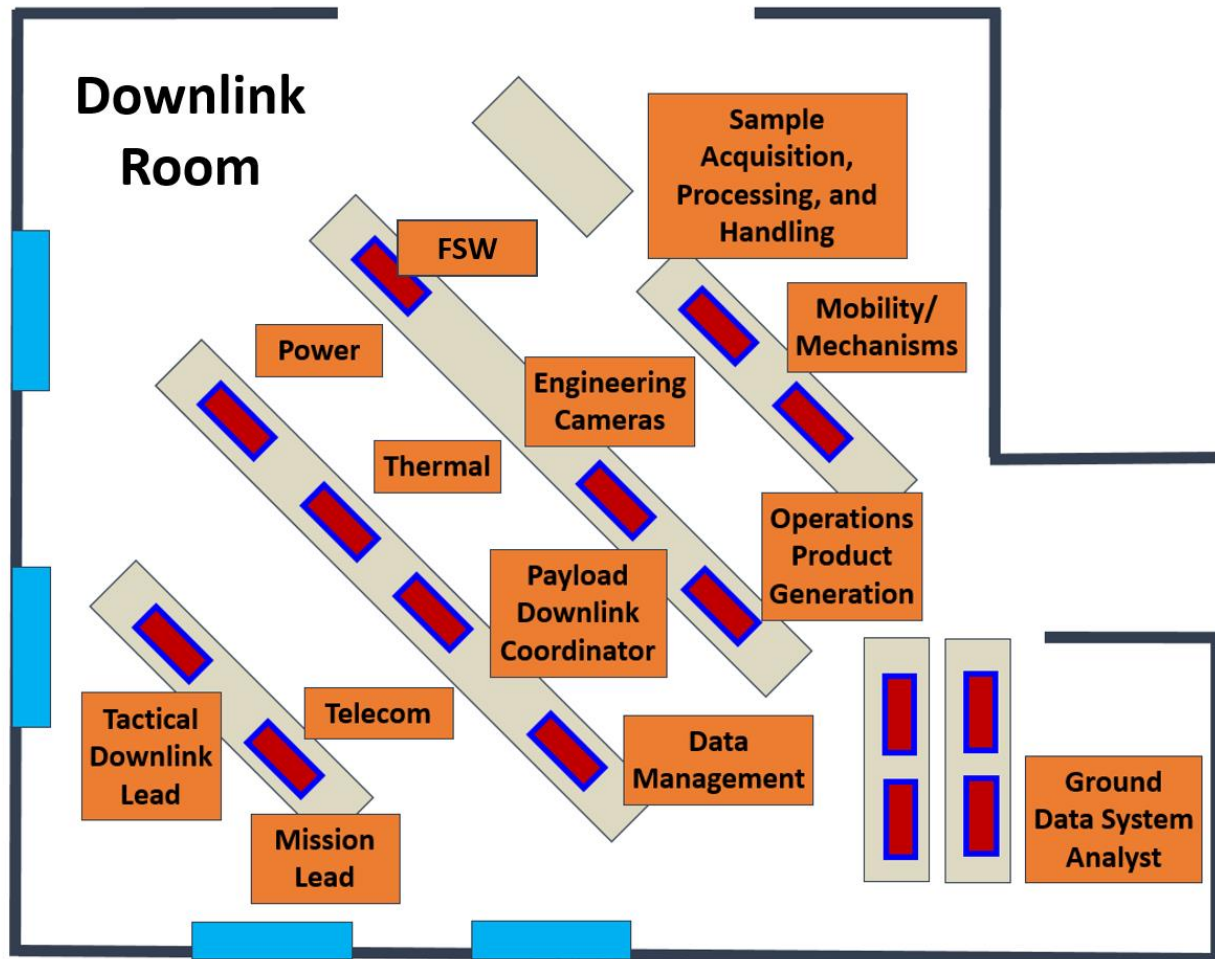 Downlink
Room
Sample
Acquisition,
Processing, and
Handling
FSW
Mobility/
Mechanisms
Power
Engineering
Cameras
Thermal
Operations
Product
Generation
Payload
Downlink
Coordinator
Tactical
Downlink
Lead
Telecom
Data
Management
Mission
Lead
Ground
Data System
Analyst